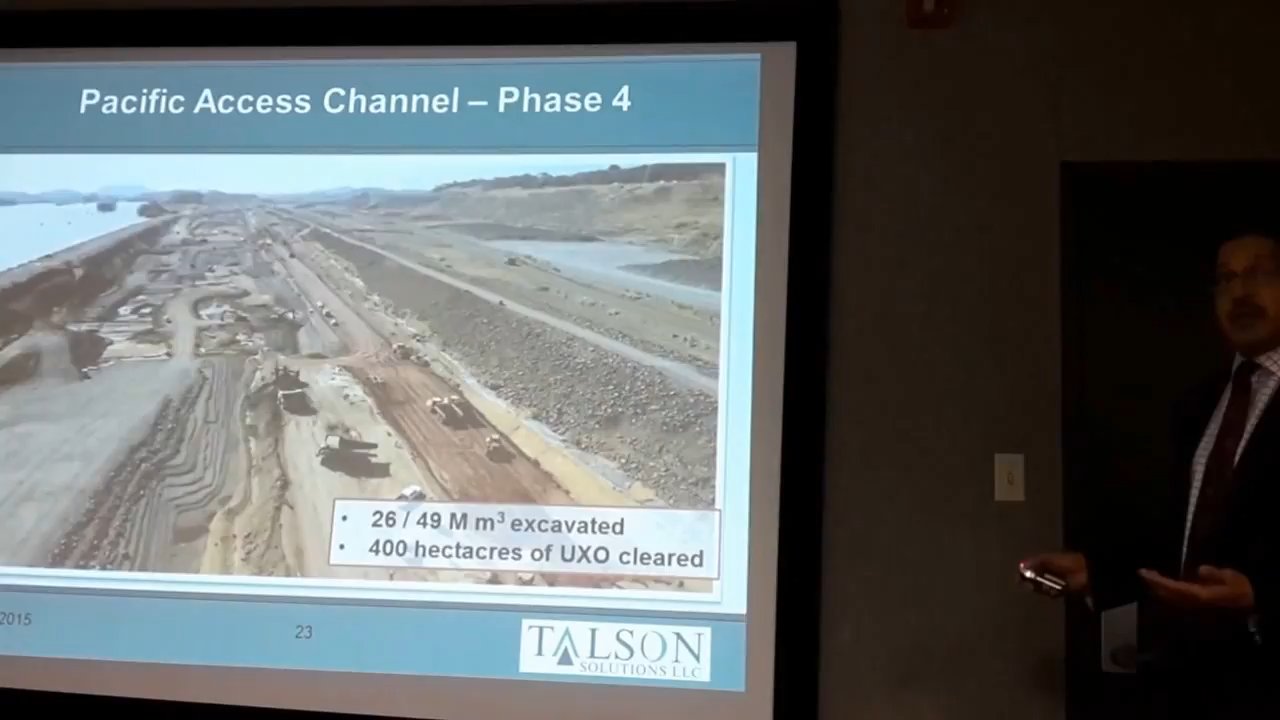 Pacific Access Channel – Phase 4
• 26 / 49 M m³ excavated
• 400 hectacres of UXO cleared
2015
23
TALSON
SOLUTIONS LLC